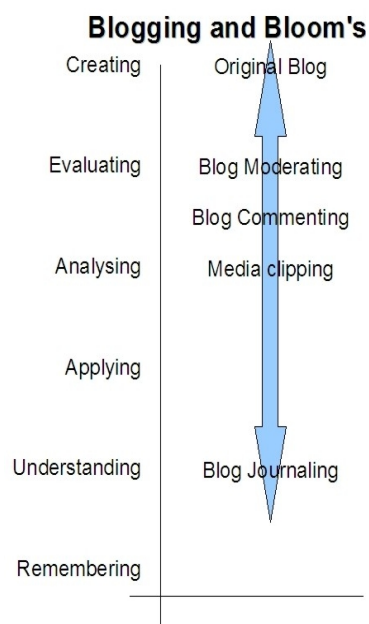 Blogging and Bloom's
Creating Original Blog
Evaluating Blog Moderating
Blog Commenting
Analysing Media clipping
Applying
Understanding Blog Journaling
Remembering